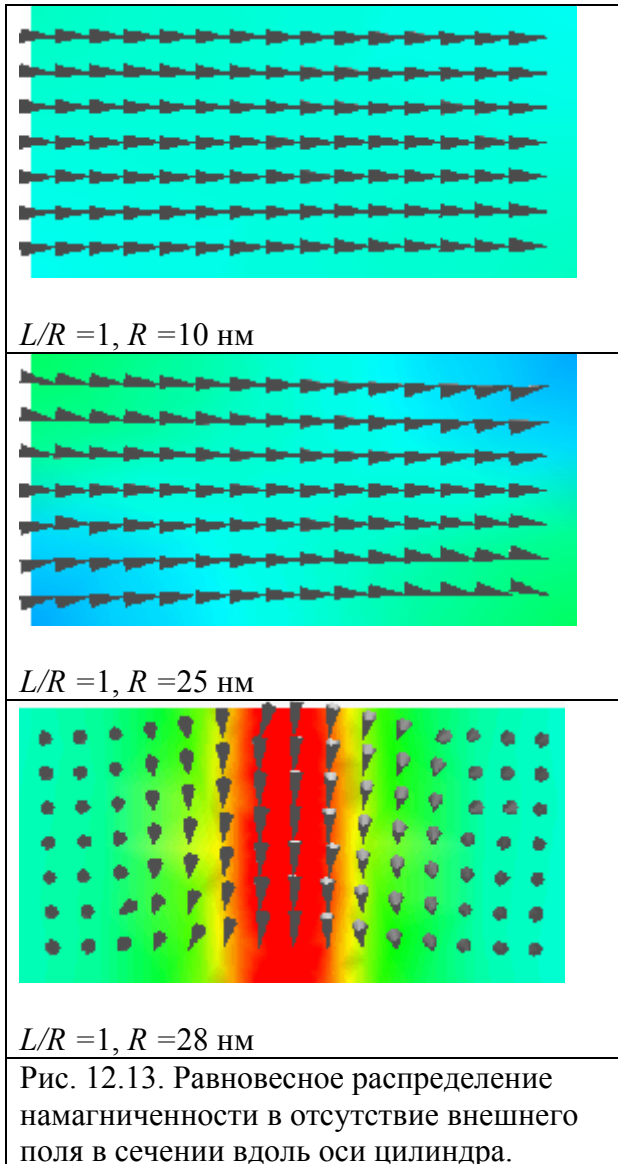 L/R =1, R =10 нм
L/R =1, R =25 нм
L/R =1, R =28 нм
Рис. 12.13. Равновесное распределение
намагниченности в отсутствие внешнего
поля в сечении вдоль оси цилиндра.